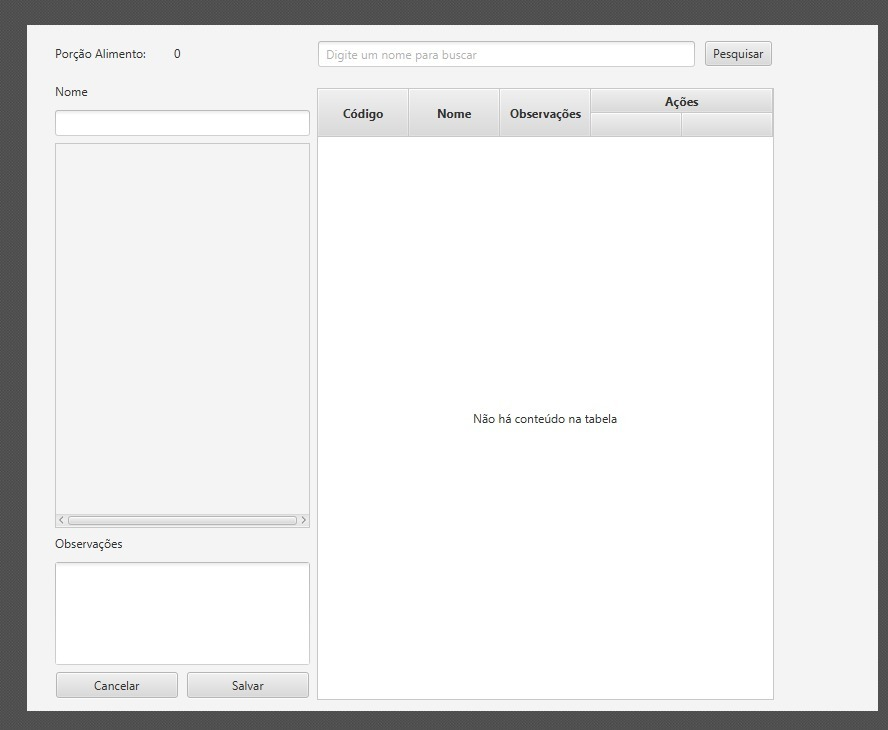 Porção Alimento: 0
Digite um nome para buscar
Pesquisar
Nome
Código Nome Observações Ações
Não há conteúdo na tabela
Observações
Cancelar Salvar